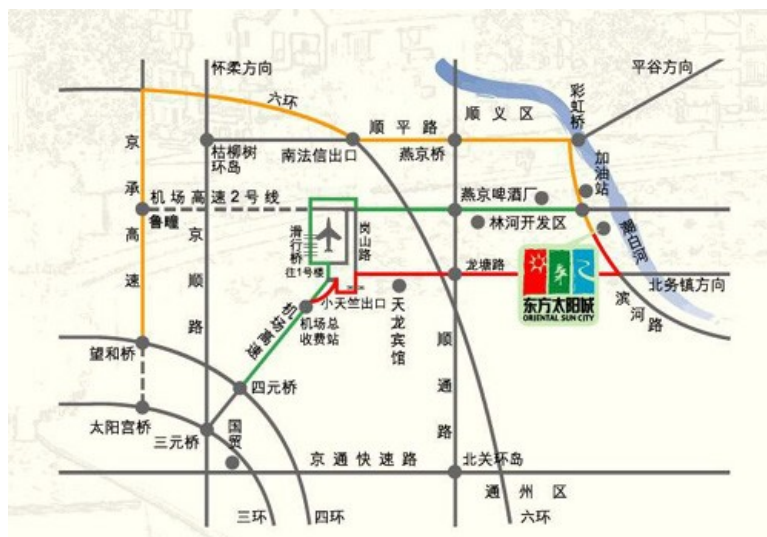 怀柔方向
平谷方向
六环
彩虹桥
顺义区
顺平路
京承高速
枯柳树
环岛
南法信出口
燕京桥
加油站
机场高速2号线
燕京啤酒厂
鲁疃
京顺路
滑行桥
往1号楼
岗山路
林河开发区
潮白河
龙塘路
北务镇方向
东方太阳城
ORIENTAL SUN CITY
滨河路
小天竺出口
天龙宾馆
机场总
收费站
机场高速
顺通路
望和桥
四元桥
太阳宫桥
三元桥
国贸
京通快速路
北关环岛
通州区
三环
四环
六环